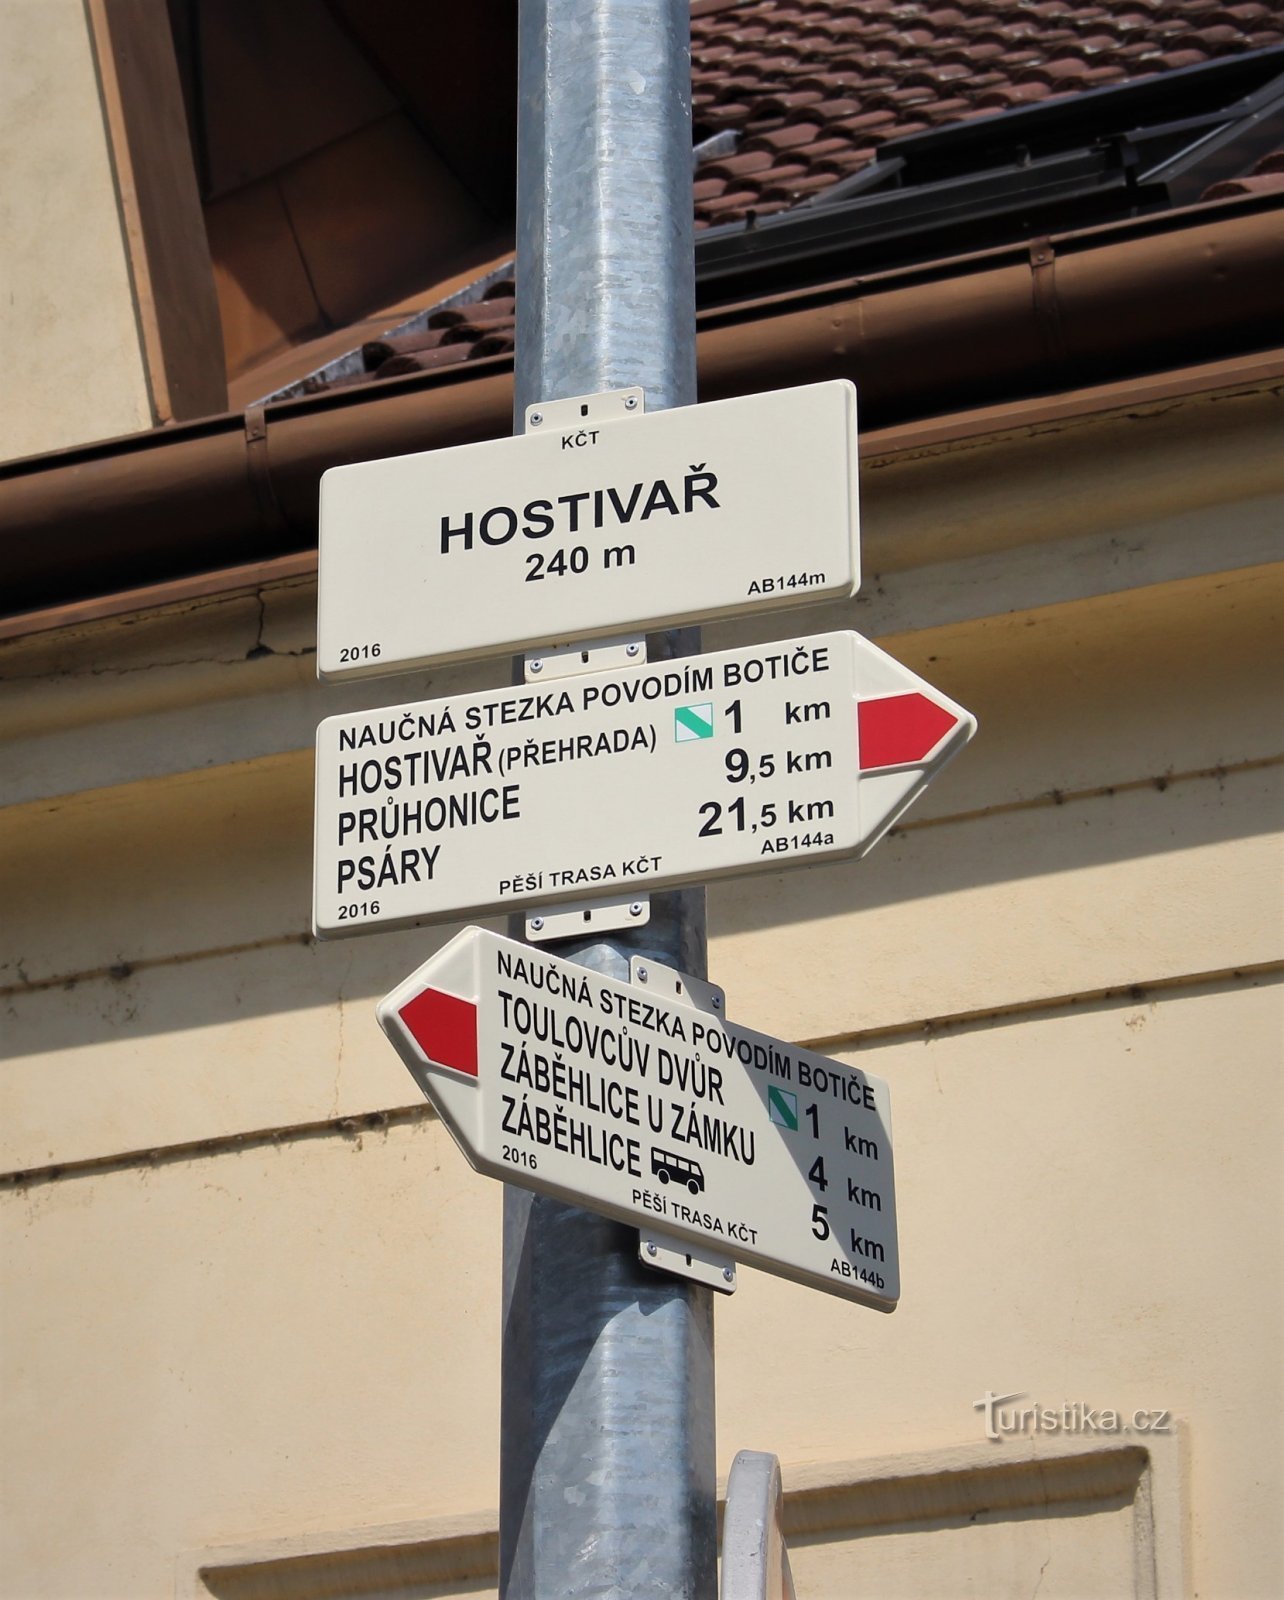 KČT
HOSTIVAŘ
240 m
AB144m
2016
NAUČNÁ STEZKA POVODÍM BOTIČE
HOSTIVAŘ (PŘEHRADA) 1 km
PRŮHONICE 9,5 km
PSÁRY 21,5 km
2016 PĚŠÍ TRASA KČT AB144a
NAUČNÁ STEZKA POVODÍM BOTIČE
TOULOVCŮV DVŮR 1 km
ZÁBĚHLICE U ZÁMKU 4 km
ZÁBĚHLICE 5 km
2016 PĚŠÍ TRASA KČT AB144b
Turistika.cz